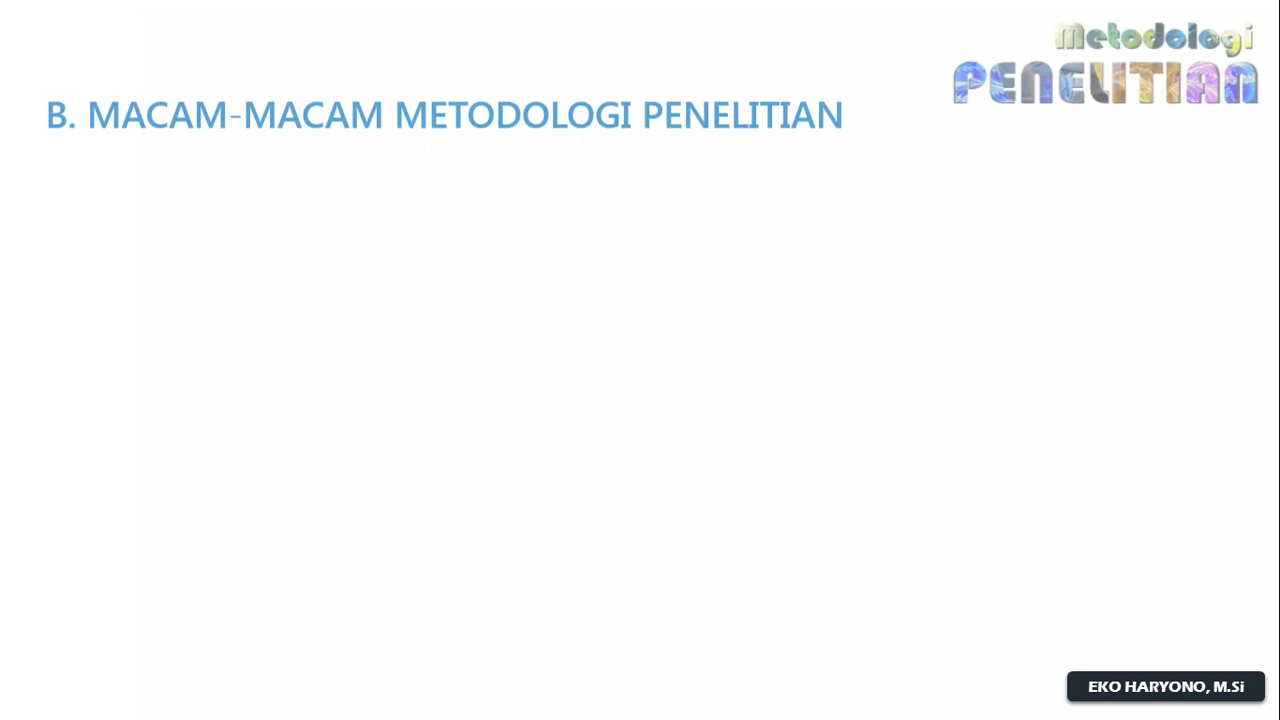 Metodologi
PENELITIAN
B. MACAM-MACAM METODOLOGI PENELITIAN
EKO HARYONO, M.Si